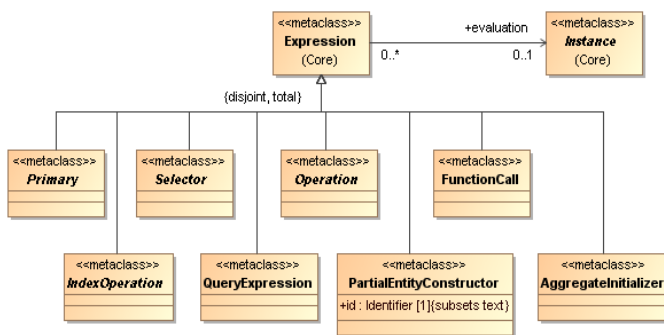 <<metaclass>>
Expression
(Core)
+evaluation
0..*
0..1
<<metaclass>>
Instance
(Core)
{disjoint, total}
<<metaclass>>
Primary
<<metaclass>>
Selector
<<metaclass>>
Operation
<<metaclass>>
FunctionCall
<<metaclass>>
IndexOperation
<<metaclass>>
QueryExpression
<<metaclass>>
PartialEntityConstructor
+id : Identifier [1]{subsets text}
<<metaclass>>
AggregateInitializer